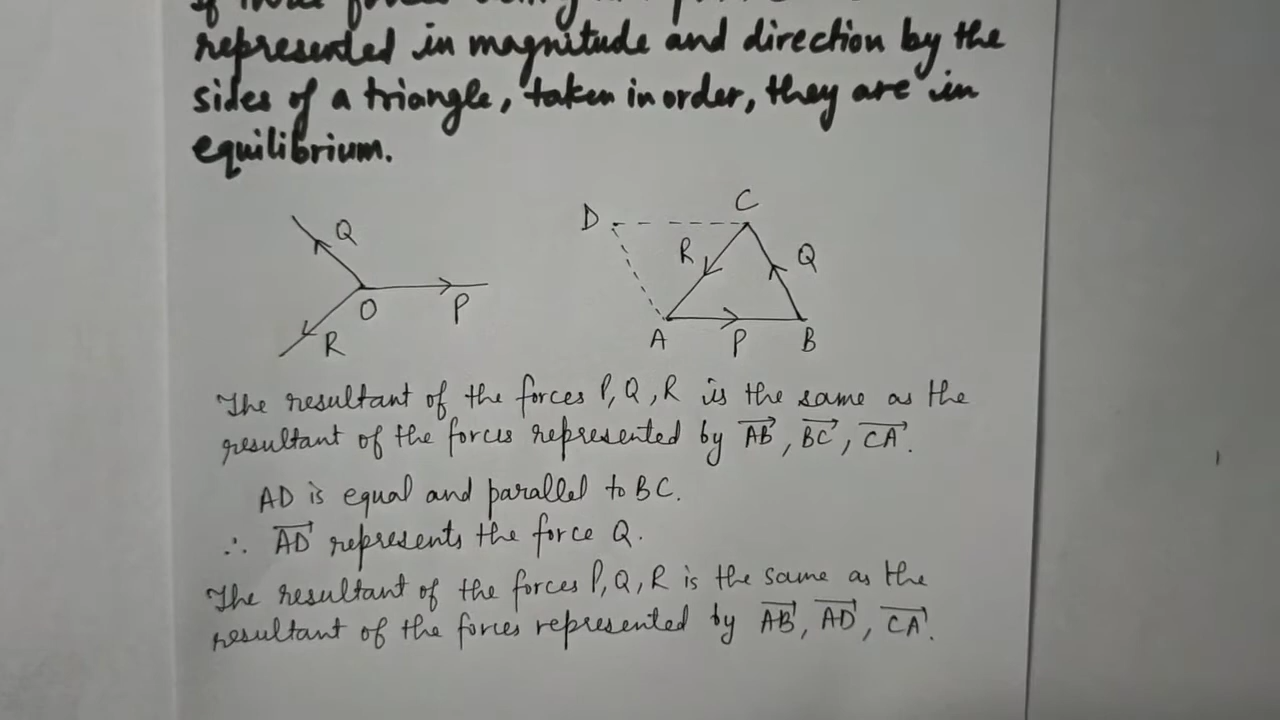 represented in magnitude and direction by the
sides of a triangle, taken in order, they are in
equilibrium.
Q
O
P
R
D
C
R
Q
A
P
B
The resultant of the forces P, Q, R is the same as the
resultant of the forces represented by AB, BC, CA.
AD is equal and parallel to BC.
∴ AD represents the force Q.
The resultant of the forces P, Q, R is the same as the
resultant of the forces represented by AB, AD, CA.